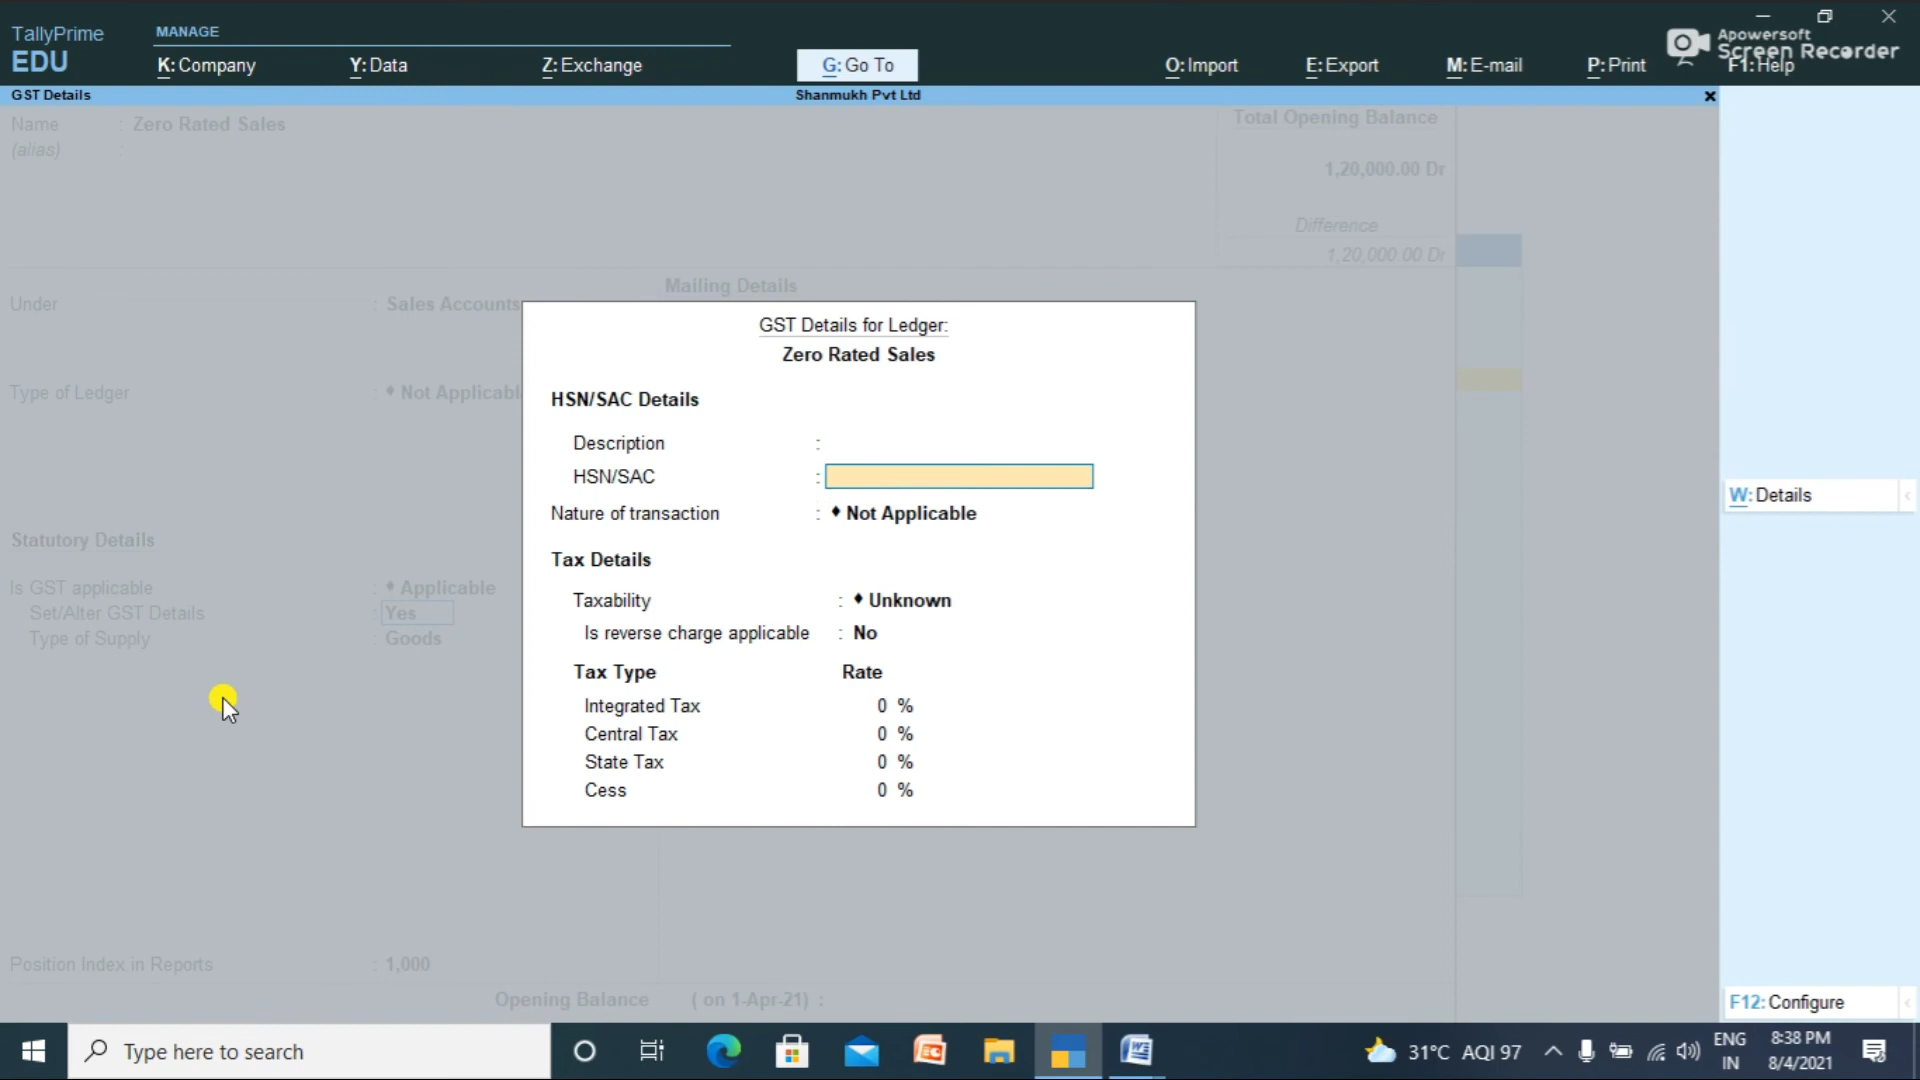 TallyPrime
EDU
MANAGE
K: Company
Y: Data
Z: Exchange
G: Go To
O: Import
E: Export
M: E-mail
P: Print
F1: Help
Apowersoft
Screen Recorder
GST Details
Shanmukh Pvt Ltd
Name : Zero Rated Sales
(alias) :
Total Opening Balance
1,20,000.00 Dr
Difference
1,20,000.00 Dr
Mailing Details
Under : Sales Accounts
Type of Ledger : ♦ Not Applicabl
Statutory Details
Is GST applicable : ♦ Applicable
Set/Alter GST Details : Yes
Type of Supply : Goods
GST Details for Ledger:
Zero Rated Sales
HSN/SAC Details
Description :
HSN/SAC :
Nature of transaction : ♦ Not Applicable
Tax Details
Taxability : ♦ Unknown
Is reverse charge applicable : No
Tax Type Rate
Integrated Tax 0 %
Central Tax 0 %
State Tax 0 %
Cess 0 %
W: Details
Position Index in Reports : 1,000
Opening Balance ( on 1-Apr-21) :
F12: Configure
Type here to search
31°C AQI 97
ENG
IN
8:38 PM
8/4/2021